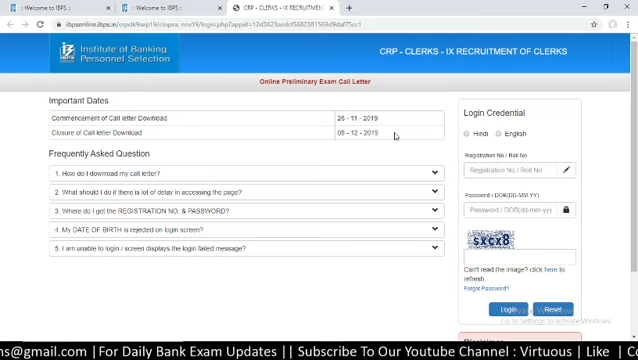 :: Welcome to IBPS ::
:: Welcome to IBPS ::
CRP - CLERKS - IX RECRUITMENT
ibpsonline.ibps.in/crpclk9sep19/clopea_nov19/login.php?appid=
Institute of Banking
Personnel Selection
CRP - CLERKS - IX RECRUITMENT OF CLERKS
Online Preliminary Exam Call Letter
Important Dates
Commencement of Call letter Download
28 - 11 - 2019
Closure of Call letter Download
08 - 12 - 2019
Frequently Asked Question
1. How do I download my call letter?
2. What should I do if there is lot of delay in accessing the page?
3. Where do I get the REGISTRATION NO. & PASSWORD?
4. My DATE OF BIRTH is rejected on login screen?
5. I am unable to login / screen displays the login failed message?
Login Credential
Hindi
English
Registration No / Roll No
Registration No / Roll No
Password / DOB(DD-MM-YY)
Password / DOB(dd-mm-yy)
sxcx8
Can't read the image? click here to
refresh
Forgot Password?
Login
Reset
Activate Windows
Go to Settings to activate Windows.
Disclaimer
ns@gmail.com |For Daily Bank Exam Updates || Subscribe To Our Youtube Channel : Virtuous | Like | Co